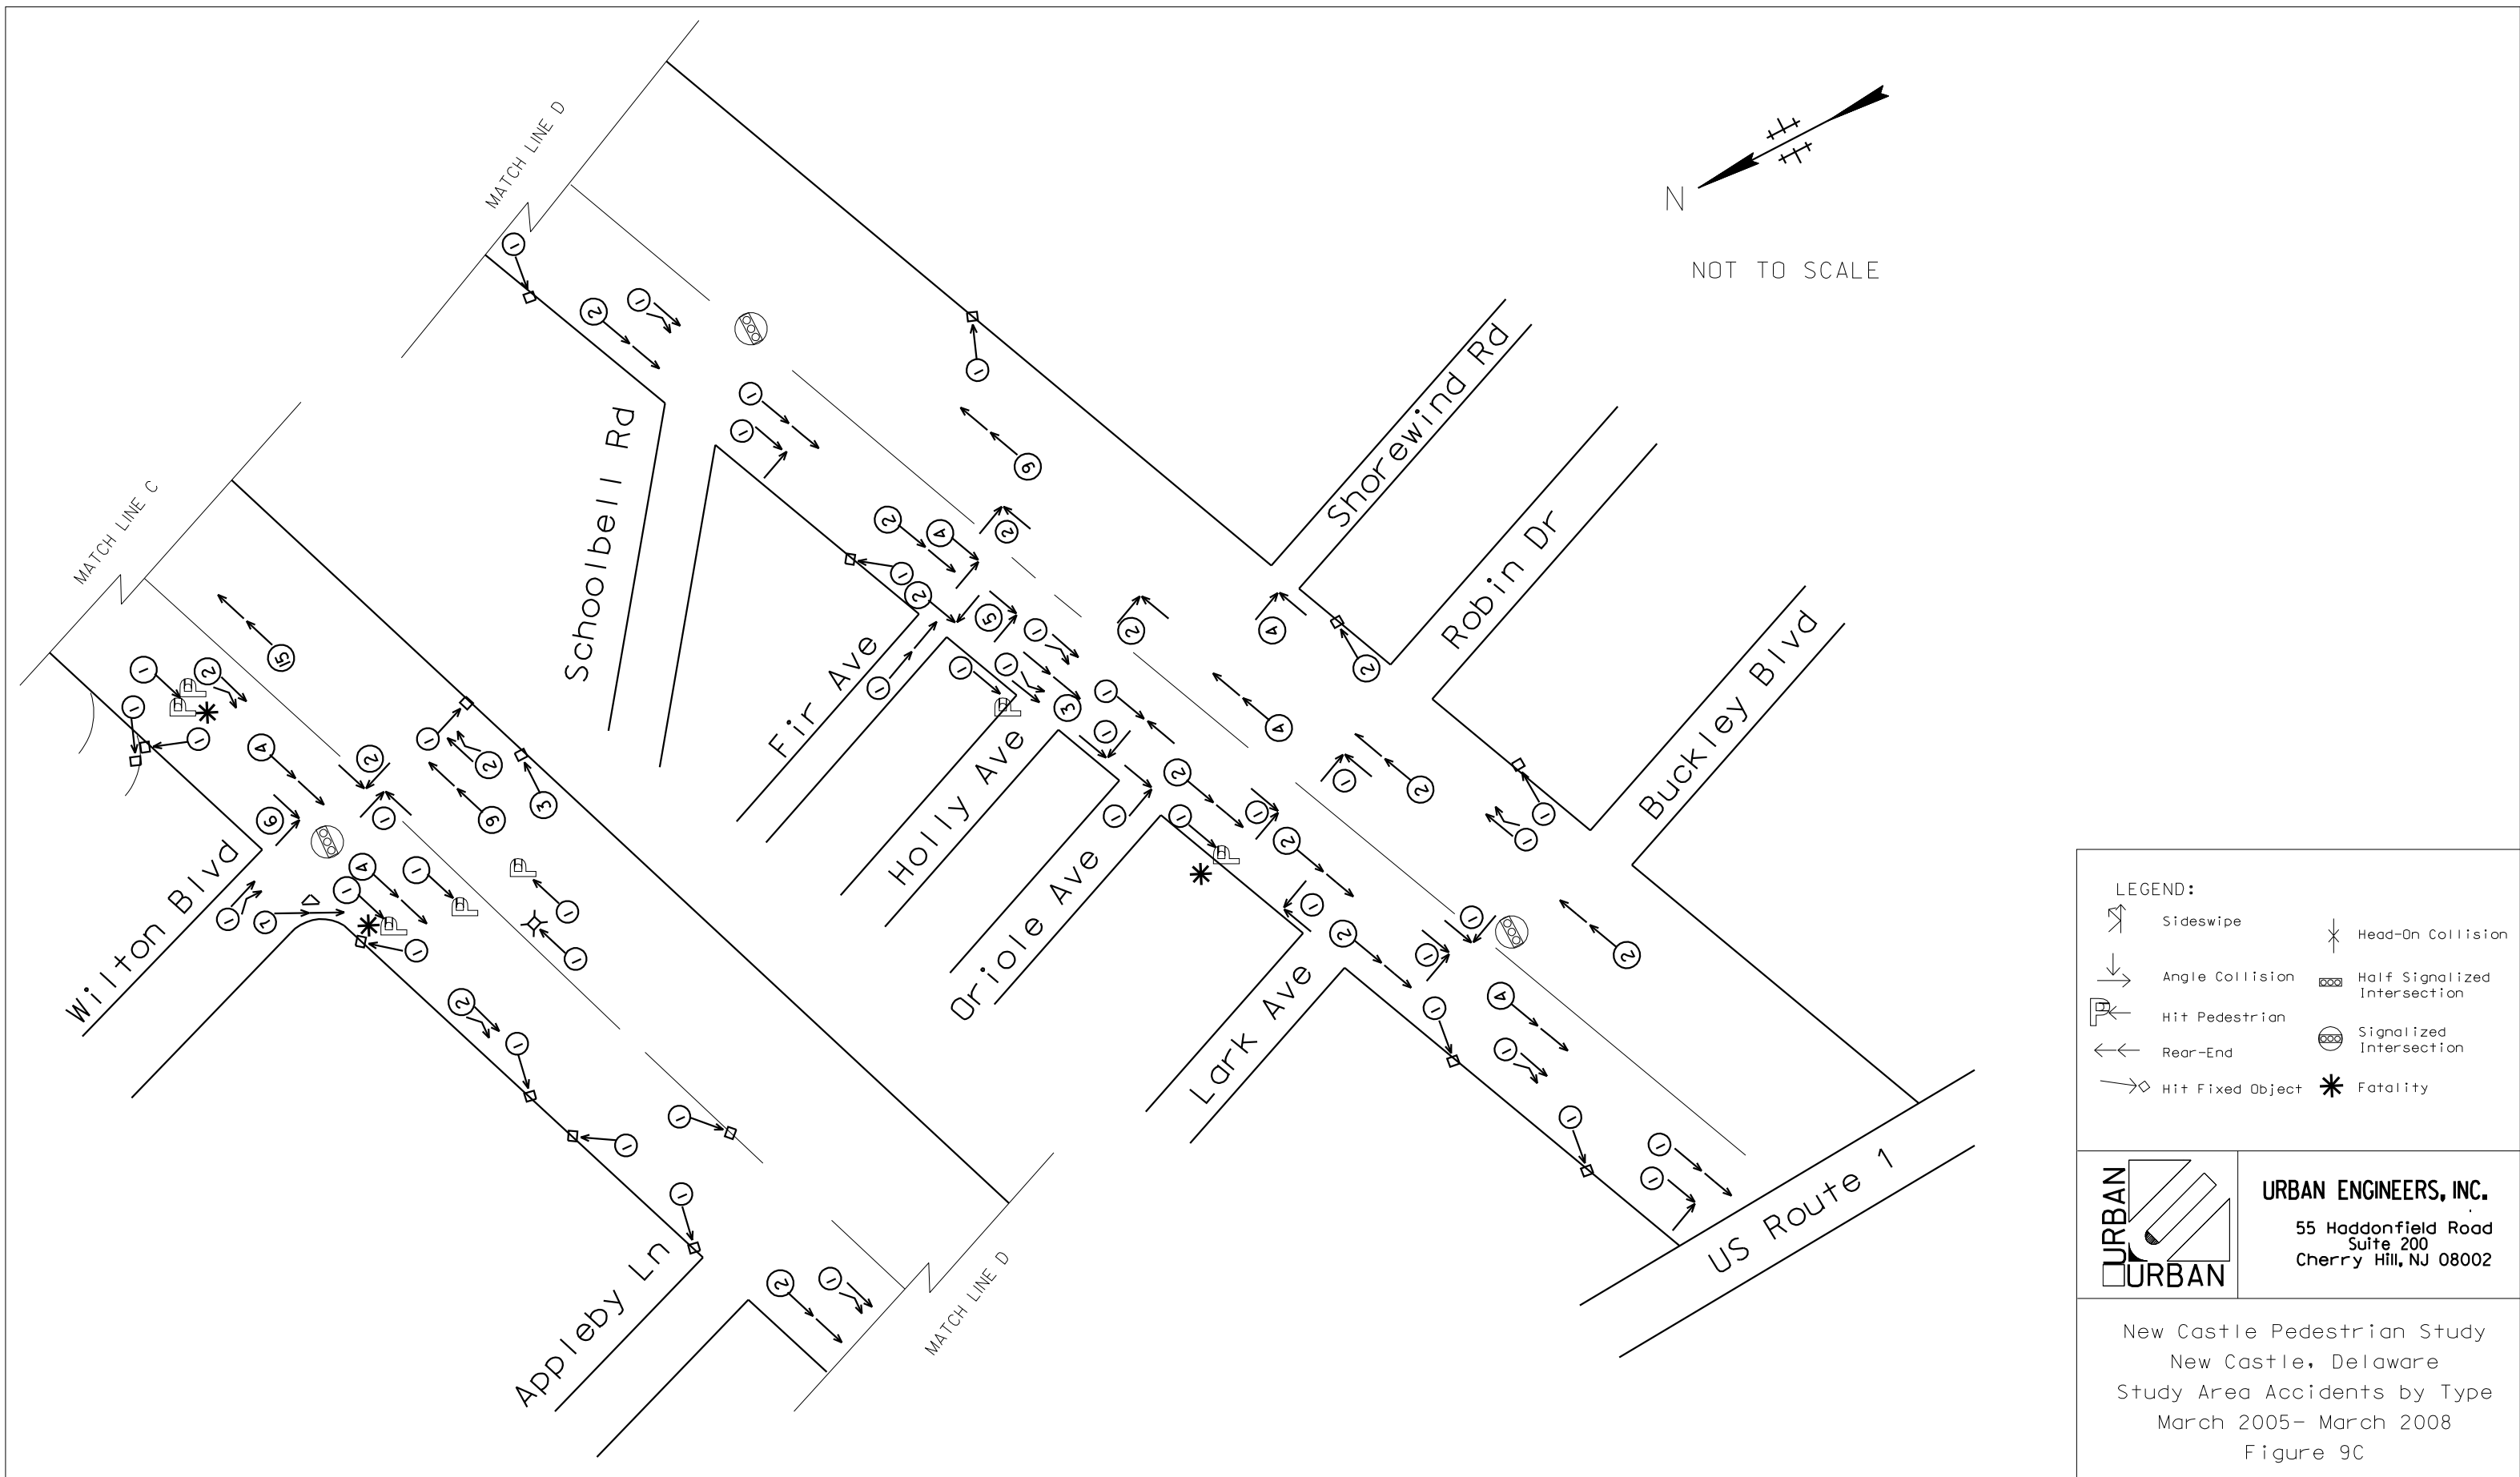 MATCH LINE D
N
NOT TO SCALE
MATCH LINE C
Schoolbell Rd
Shorewind Rd
Robin Dr
Buckley Blvd
Fir Ave
Holly Ave
Oriole Ave
Lark Ave
Wilton Blvd
Appleby Ln
MATCH LINE D
US Route 1
LEGEND:
Sideswipe
Head-On Collision
Angle Collision
Half Signalized
Intersection
Hit Pedestrian
Signalized
Intersection
Rear-End
Hit Fixed Object
Fatality
URBAN
URBAN
URBAN ENGINEERS, INC.
55 Haddonfield Road
Suite 200
Cherry Hill, NJ 08002
New Castle Pedestrian Study
New Castle, Delaware
Study Area Accidents by Type
March 2005- March 2008
Figure 9C